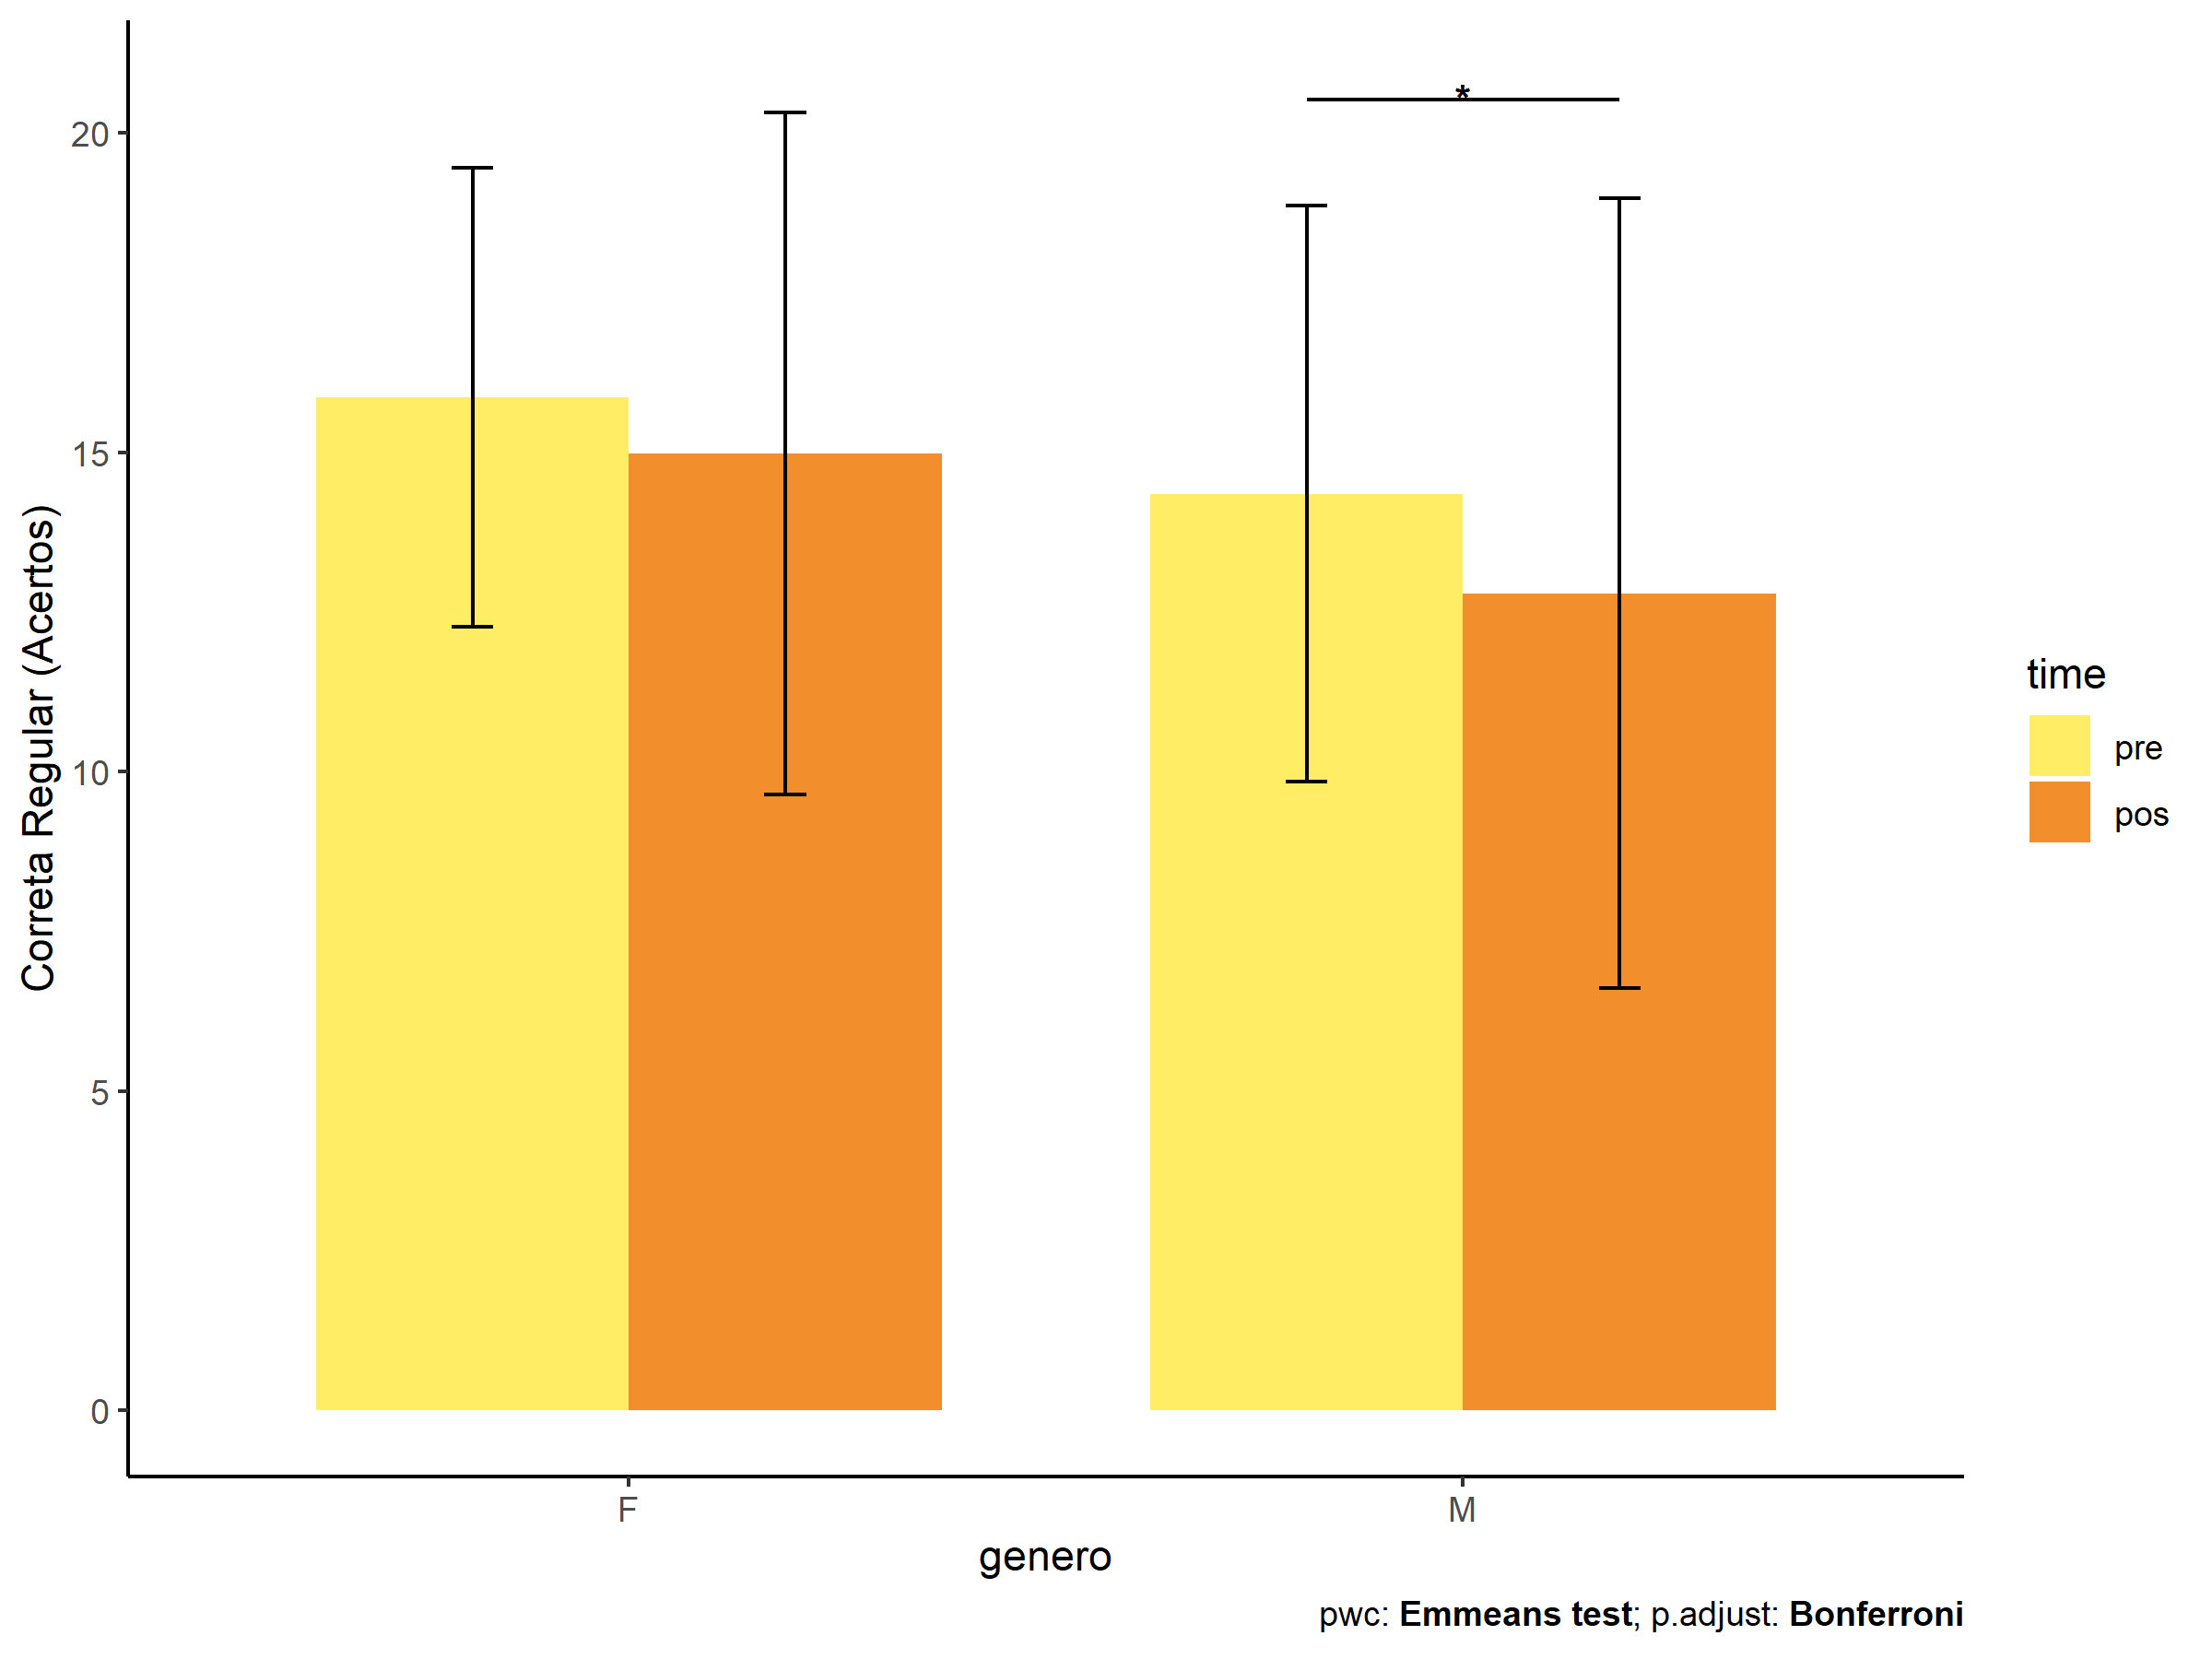 *
20
15
10
5
0
Correta Regular (Acertos)
F
M
genero
time
pre
pos
pwc: Emmeans test; p.adjust: Bonferroni